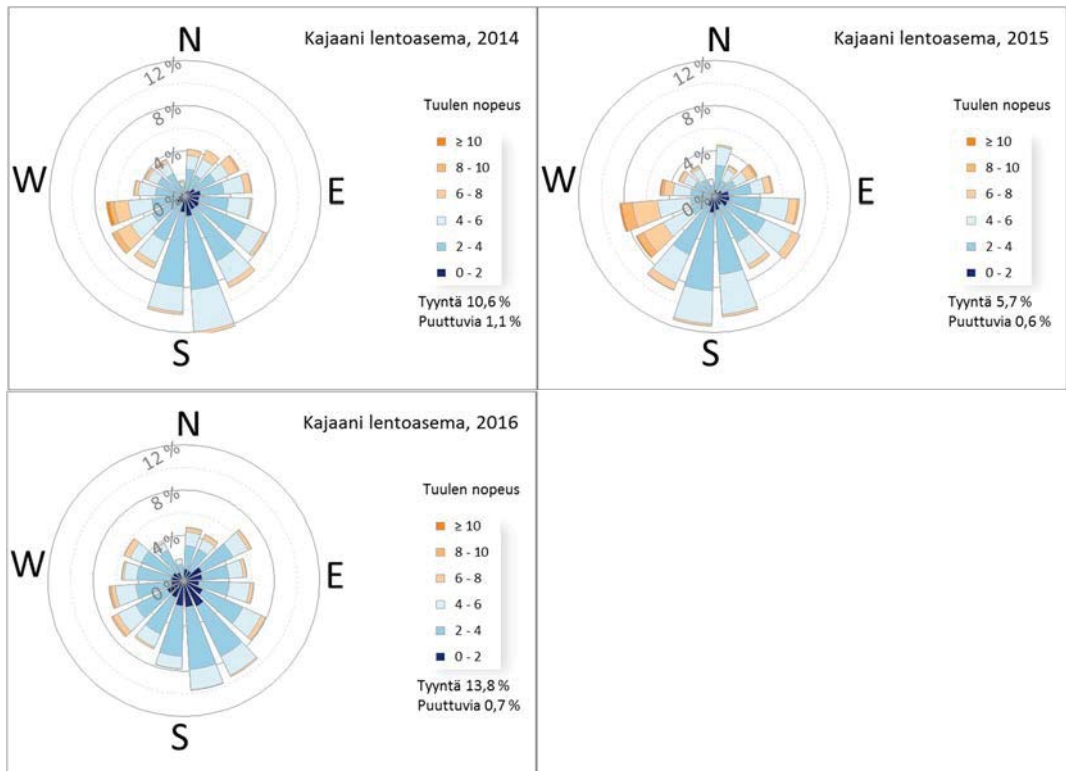 N
Kajaani lentoasema, 2014
12 %
8 %
4 %
0 %
W
E
S
Tuulen nopeus
≥ 10
8 - 10
6 - 8
4 - 6
2 - 4
0 - 2
Tyyntä 10,6 %
Puuttuvia 1,1 %
N
Kajaani lentoasema, 2015
12 %
8 %
4 %
0 %
W
E
S
Tuulen nopeus
≥ 10
8 - 10
6 - 8
4 - 6
2 - 4
0 - 2
Tyyntä 5,7 %
Puuttuvia 0,6 %
N
Kajaani lentoasema, 2016
12 %
8 %
4 %
0 %
W
E
S
Tuulen nopeus
≥ 10
8 - 10
6 - 8
4 - 6
2 - 4
0 - 2
Tyyntä 13,8 %
Puuttuvia 0,7 %